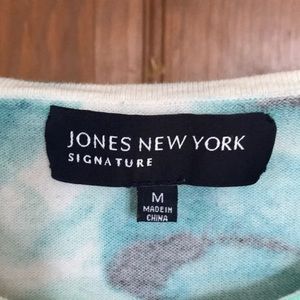 JONES NEW YORK
SIGNATURE
M
MADE IN
CHINA